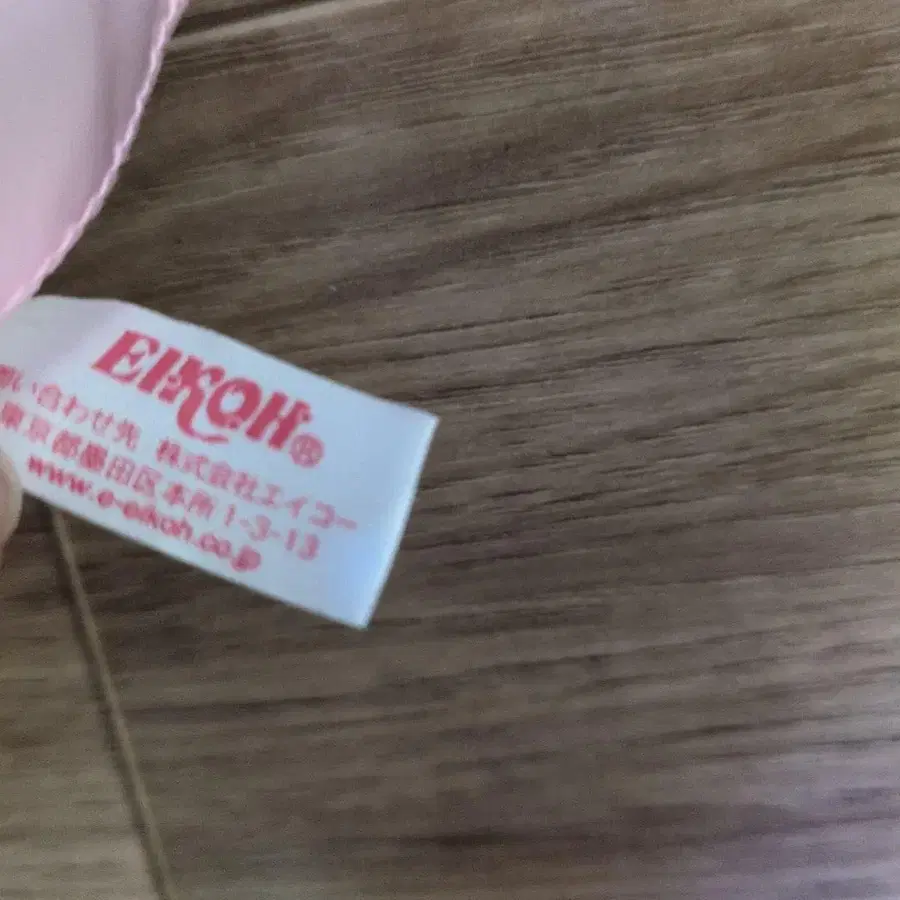 EIKOH®
問い合わせ先 株式会社エイコー
東京都墨田区本所1-3-13
www.e-eikoh.co.jp